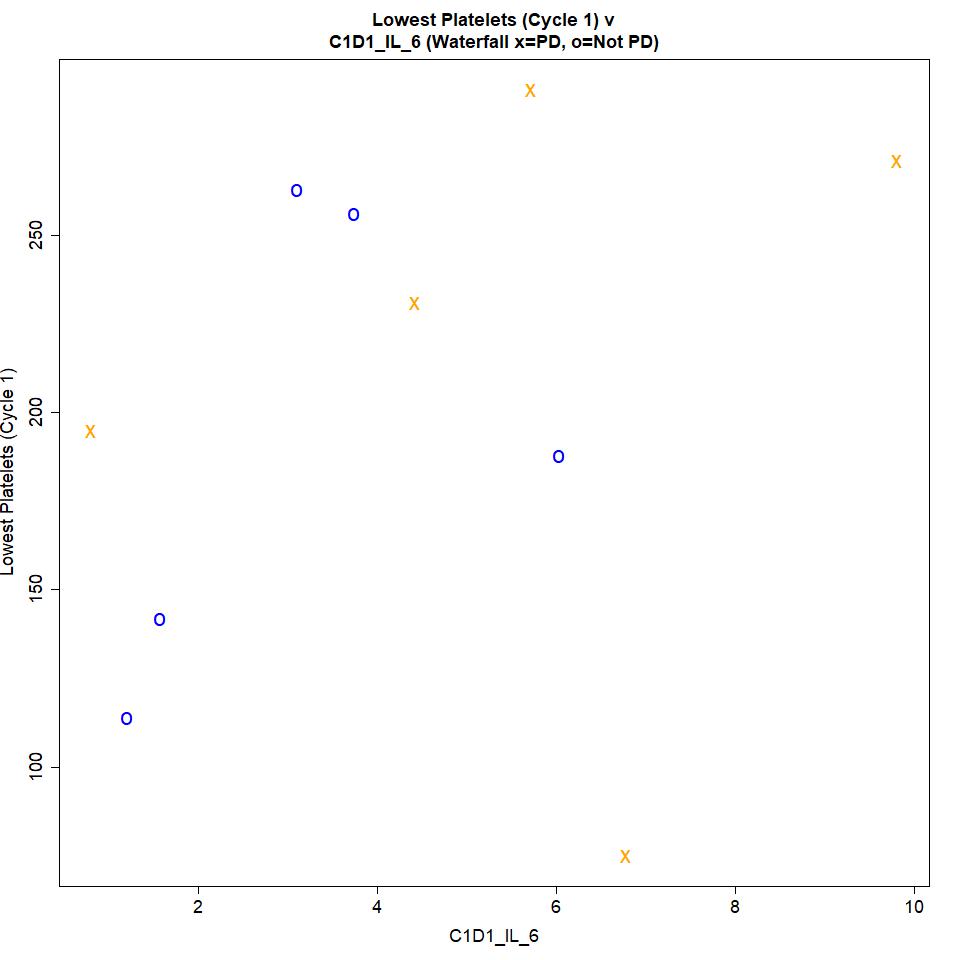 Lowest Platelets (Cycle 1) v
C1D1_IL_6 (Waterfall x=PD, o=Not PD)
Lowest Platelets (Cycle 1)
250
200
150
100
X
X
O
O
X
X
O
O
O
X
2 4 6 8 10
C1D1_IL_6